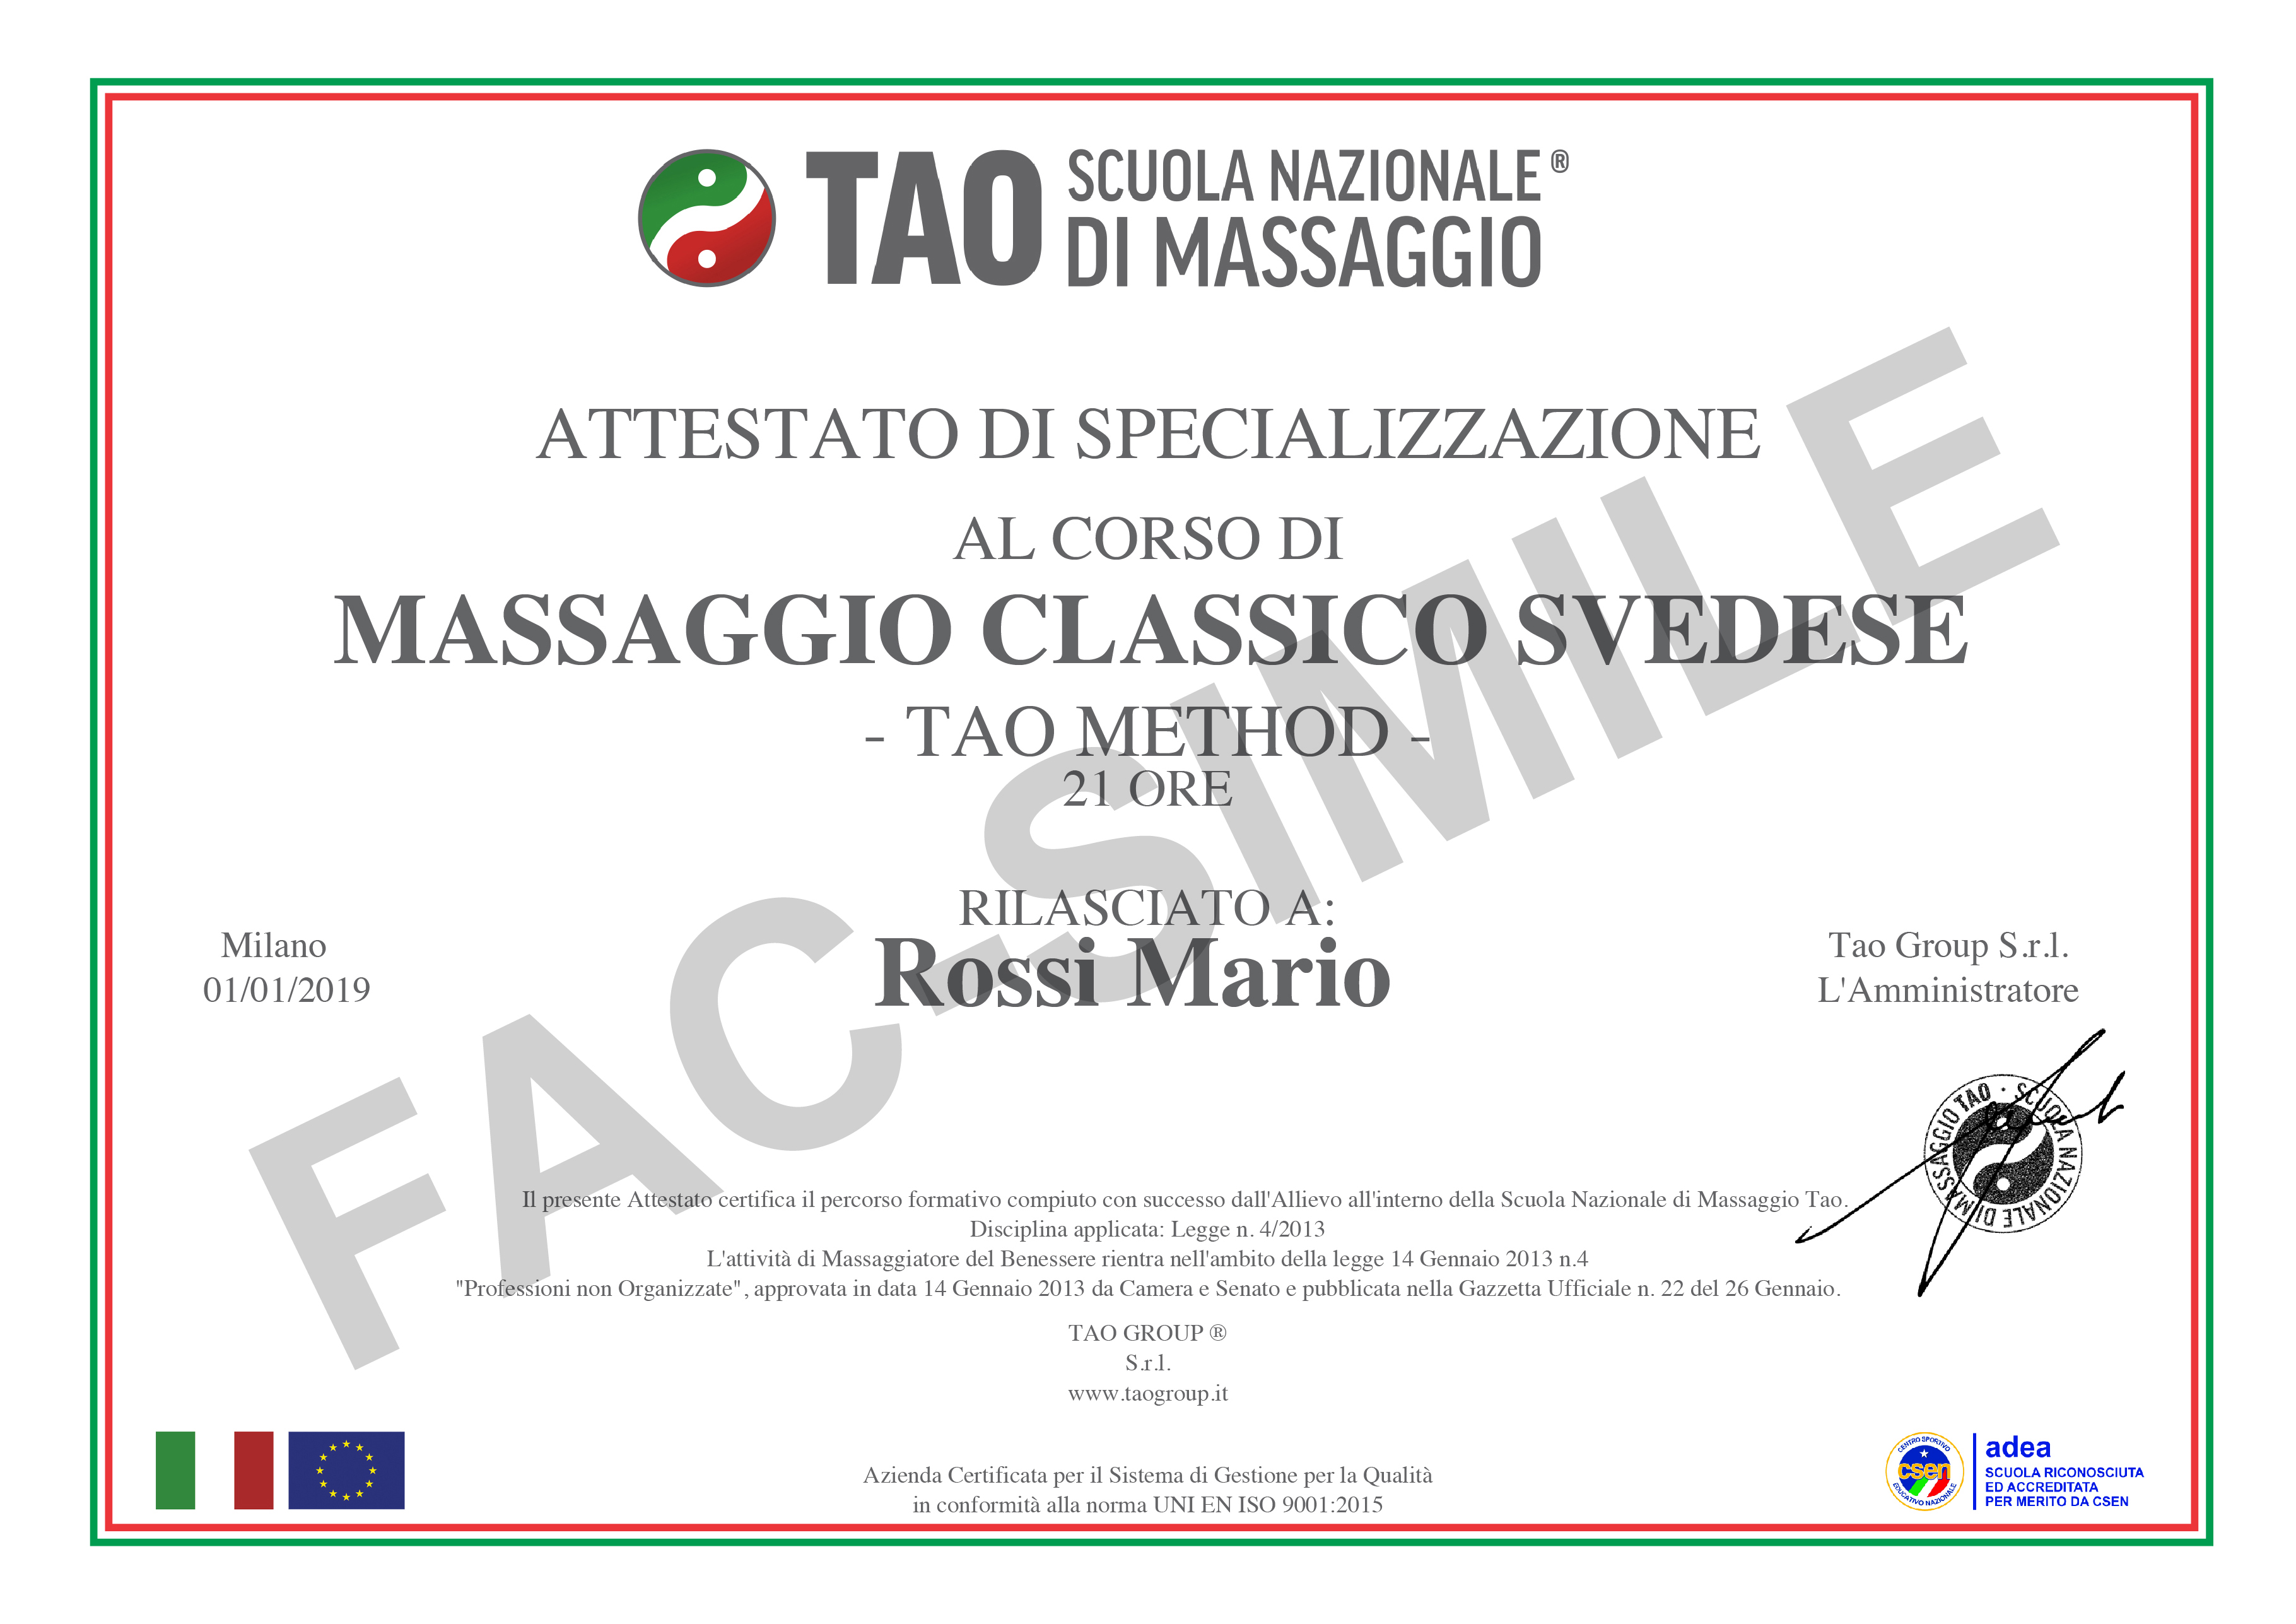 TAO SCUOLA NAZIONALE ®
DI MASSAGGIO
ATTESTATO DI SPECIALIZZAZIONE
AL CORSO DI
MASSAGGIO CLASSICO SVEDESE
- TAO METHOD -
21 ORE
FAC-SIMILE
RILASCIATO A:
Rossi Mario
Milano
01/01/2019
Tao Group S.r.l.
L'Amministratore
SCUOLA NAZIONALE DI MASSAGGIO TAO ·
Il presente Attestato certifica il percorso formativo compiuto con successo dall'Allievo all'interno della Scuola Nazionale di Massaggio Tao.
Disciplina applicata: Legge n. 4/2013
L'attività di Massaggiatore del Benessere rientra nell'ambito della legge 14 Gennaio 2013 n.4
"Professioni non Organizzate", approvata in data 14 Gennaio 2013 da Camera e Senato e pubblicata nella Gazzetta Ufficiale n. 22 del 26 Gennaio.
TAO GROUP ®
S.r.l.
www.taogroup.it
Azienda Certificata per il Sistema di Gestione per la Qualità
in conformità alla norma UNI EN ISO 9001:2015
CENTRO SPORTIVO
csen
EDUCATIVO NAZIONALE
adea
SCUOLA RICONOSCIUTA
ED ACCREDITATA
PER MERITO DA CSEN